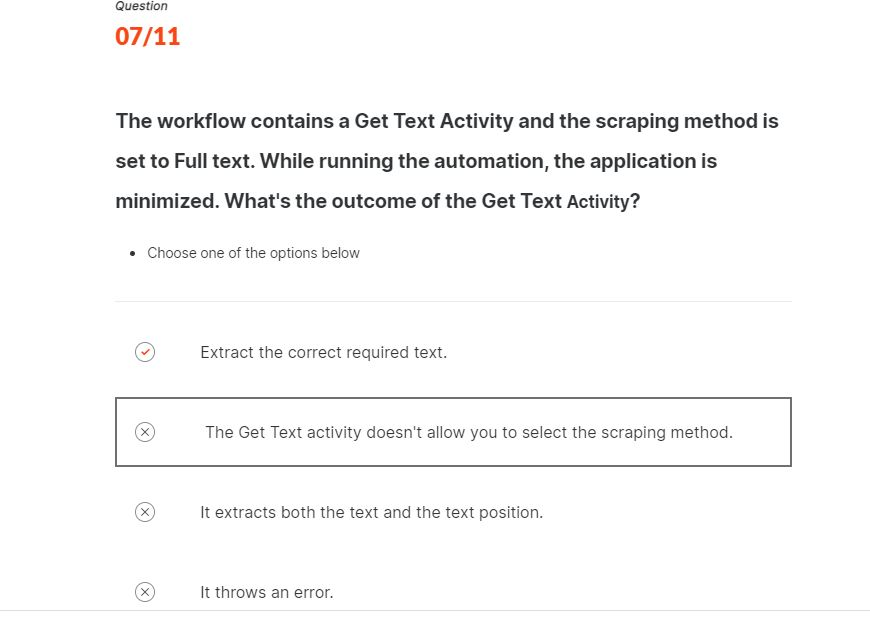 Question
07/11
The workflow contains a Get Text Activity and the scraping method is
set to Full text. While running the automation, the application is
minimized. What's the outcome of the Get Text Activity?
Choose one of the options below
Extract the correct required text.
The Get Text activity doesn't allow you to select the scraping method.
It extracts both the text and the text position.
It throws an error.